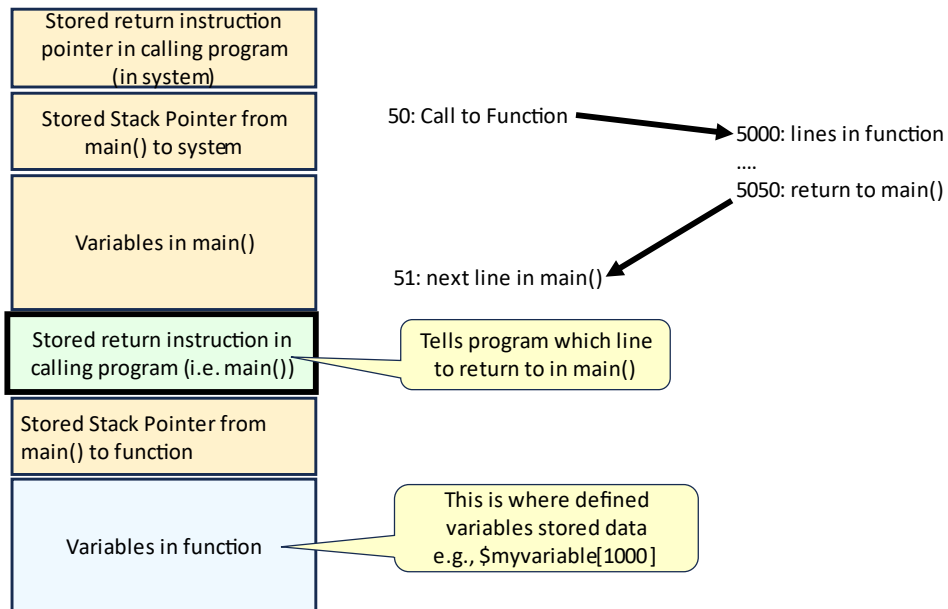 Stored return instruction
pointer in calling program
(in system)
Stored Stack Pointer from
main() to system
Variables in main()
Stored return instruction in
calling program (i.e. main())
Stored Stack Pointer from
main() to function
Variables in function
50: Call to Function
5000: lines in function
....
5050: return to main()
51: next line in main()
Tells program which line
to return to in main()
This is where defined
variables stored data
e.g., $myvariable[1000]